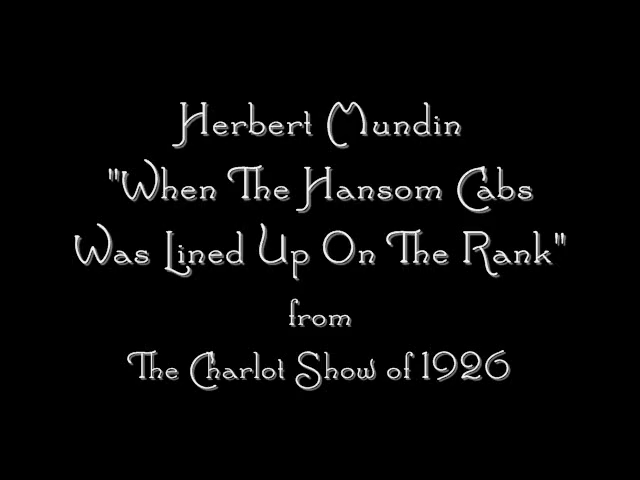 Herbert Mundin
"When The Hansom Cabs
Was Lined Up On The Rank"
from
The Charlot Show of 1926